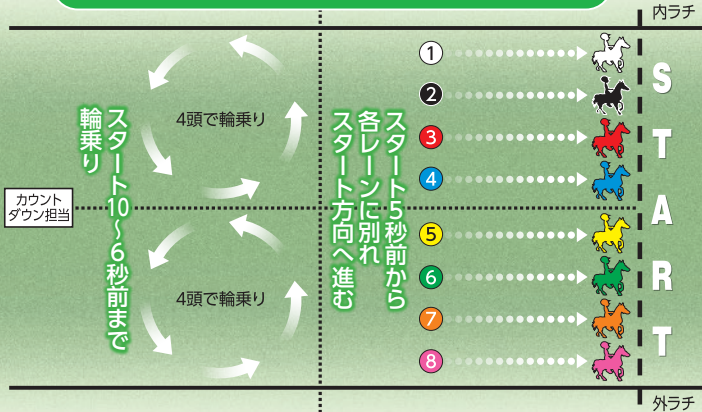 内ラチ
スタート10～6秒前まで
輪乗り
4頭で輪乗り
4頭で輪乗り
カウント
ダウン担当
スタート5秒前から
各レーンに別れ
スタート方向へ進む
1
2
3
4
5
6
7
8
START
外ラチ